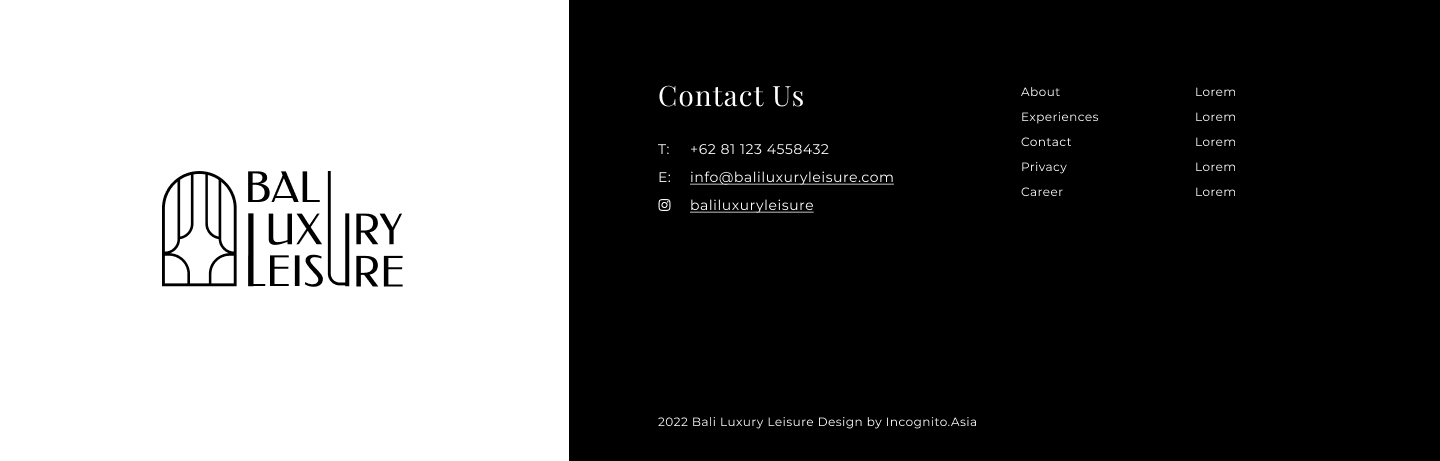 BALI
LUXURY
LEISURE
Contact Us
T: +62 81 123 4558432
E: info@baliluxuryleisure.com
baliluxuryleisure
About
Experiences
Contact
Privacy
Career
Lorem
Lorem
Lorem
Lorem
Lorem
2022 Bali Luxury Leisure Design by Incognito.Asia